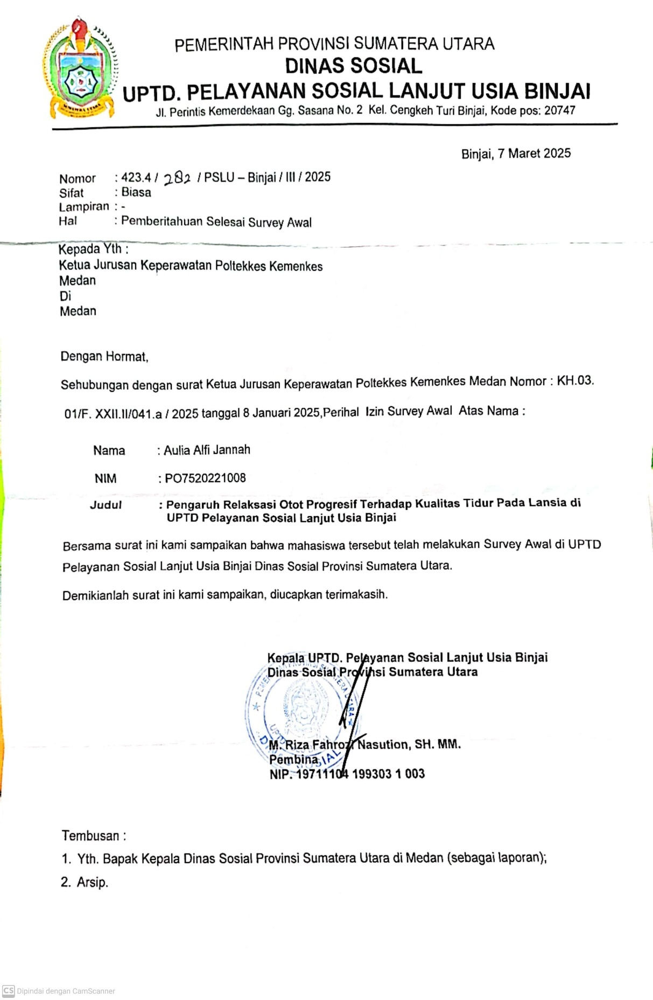 PEMERINTAH PROVINSI SUMATERA UTARA
DINAS SOSIAL
UPTD. PELAYANAN SOSIAL LANJUT USIA BINJAI
Jl. Perintis Kemerdekaan Gg. Sasana No. 2 Kel. Cengkeh Turi Binjai, Kode pos: 20747
Binjai, 7 Maret 2025
Nomor : 423.4 / 282 / PSLU – Binjai / III / 2025
Sifat : Biasa
Lampiran : -
Hal : Pemberitahuan Selesai Survey Awal
Kepada Yth :
Ketua Jurusan Keperawatan Poltekkes Kemenkes
Medan
Di
Medan
Dengan Hormat,
Sehubungan dengan surat Ketua Jurusan Keperawatan Poltekkes Kemenkes Medan Nomor : KH.03.
01/F. XXII.II/041.a / 2025 tanggal 8 Januari 2025,Perihal Izin Survey Awal Atas Nama :
Nama : Aulia Alfi Jannah
NIM : PO7520221008
Judul : Pengaruh Relaksasi Otot Progresif Terhadap Kualitas Tidur Pada Lansia di
UPTD Pelayanan Sosial Lanjut Usia Binjai
Bersama surat ini kami sampaikan bahwa mahasiswa tersebut telah melakukan Survey Awal di UPTD
Pelayanan Sosial Lanjut Usia Binjai Dinas Sosial Provinsi Sumatera Utara.
Demikianlah surat ini kami sampaikan, diucapkan terimakasih.
Kepala UPTD. Pelayanan Sosial Lanjut Usia Binjai
Dinas Sosial Provinsi Sumatera Utara
M. Riza Fahrozi Nasution, SH. MM.
Pembina
NIP. 19711104 199303 1 003
DINAS SOSIAL
Tembusan :
1. Yth. Bapak Kepala Dinas Sosial Provinsi Sumatera Utara di Medan (sebagai laporan);
2. Arsip.
CS Dipindai dengan CamScanner